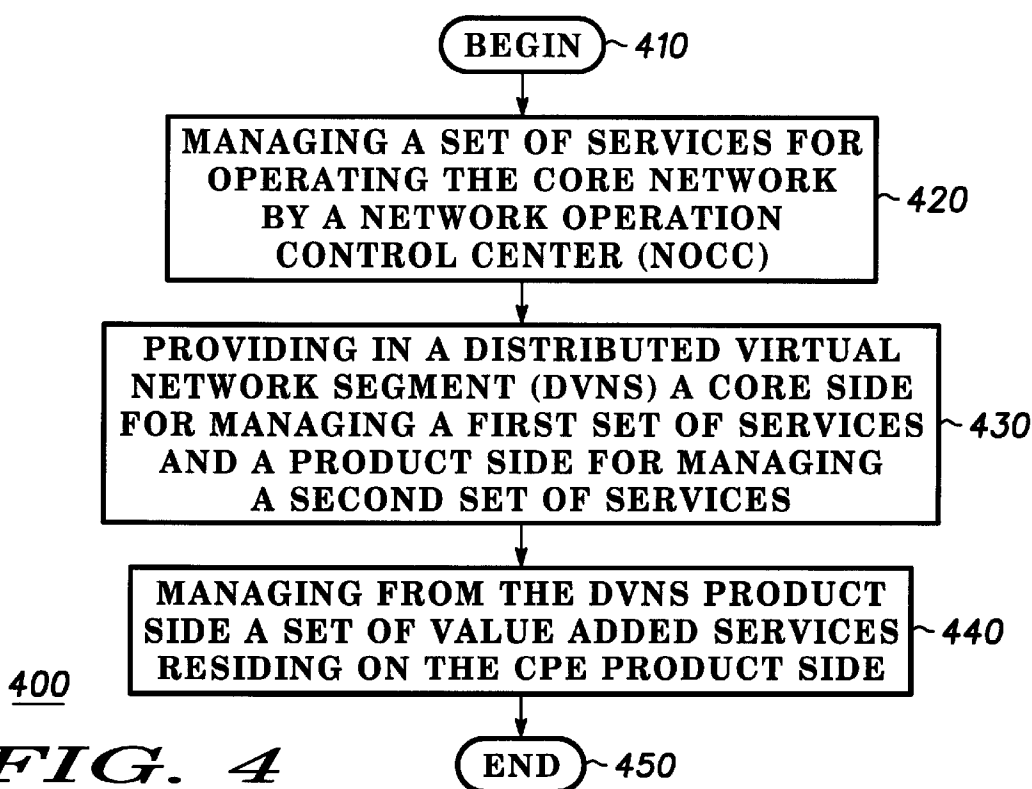 BEGIN 410
MANAGING A SET OF SERVICES FOR
OPERATING THE CORE NETWORK
BY A NETWORK OPERATION
CONTROL CENTER (NOCC)
420
PROVIDING IN A DISTRIBUTED VIRTUAL
NETWORK SEGMENT (DVNS) A CORE SIDE
FOR MANAGING A FIRST SET OF SERVICES
AND A PRODUCT SIDE FOR MANAGING
A SECOND SET OF SERVICES
430
MANAGING FROM THE DVNS PRODUCT
SIDE A SET OF VALUE ADDED SERVICES
RESIDING ON THE CPE PRODUCT SIDE
440
400
FIG. 4
END 450